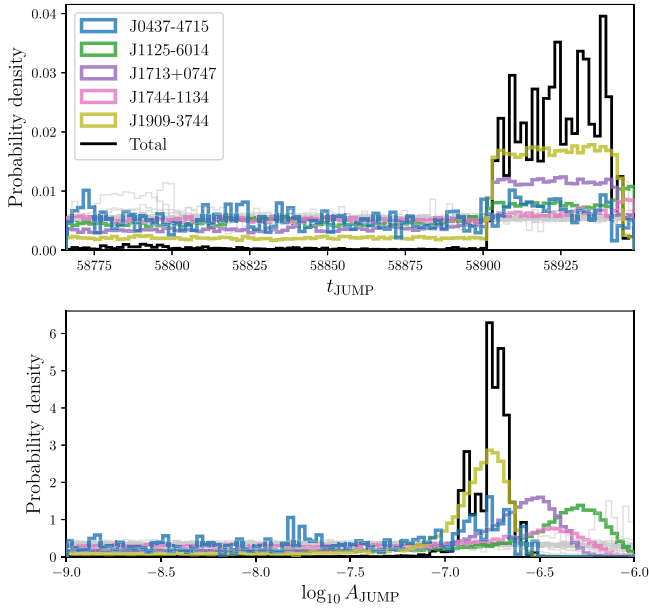 0.04
0.03
0.02
0.01
0.00
Probability density
J0437-4715
J1125-6014
J1713+0747
J1744-1134
J1909-3744
Total
58775 58800 58825 58850 58875 58900 58925
t_JUMP
6
5
4
3
2
1
0
Probability density
−9.0 −8.5 −8.0 −7.5 −7.0 −6.5 −6.0
log₁₀ A_JUMP